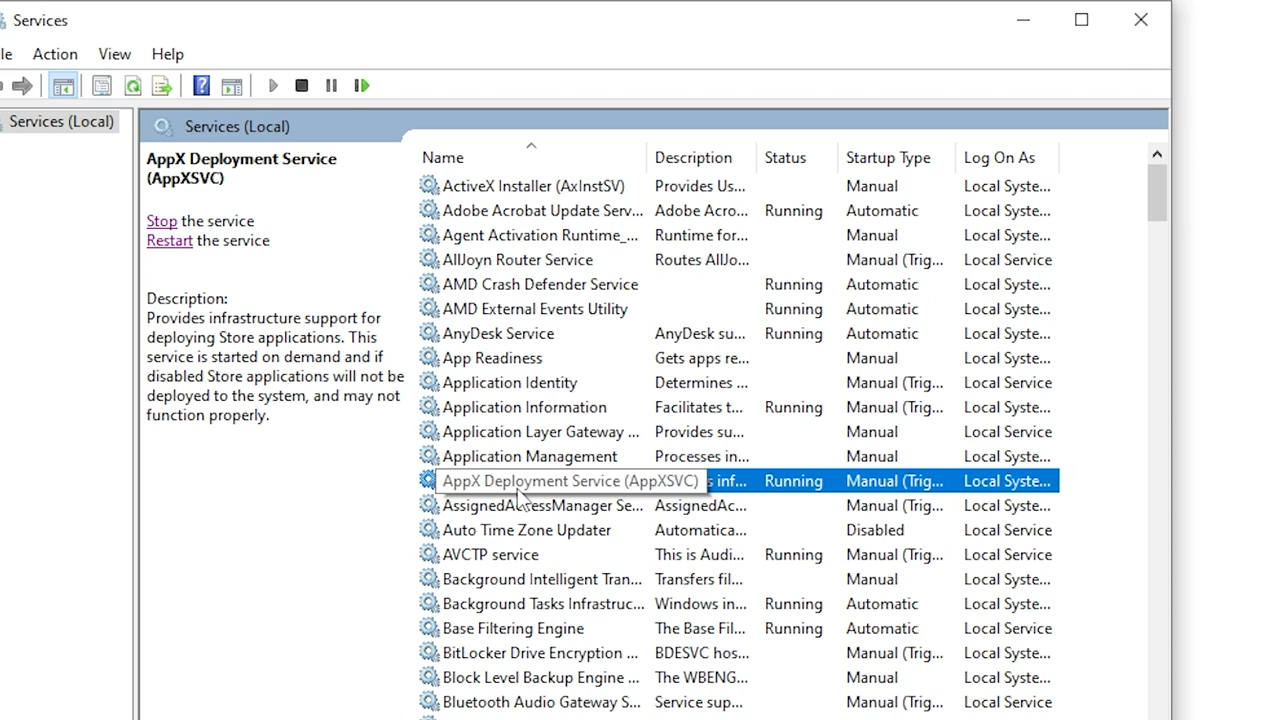 Services
le Action View Help
Services (Local)
Services (Local)
AppX Deployment Service
(AppXSVC)
Stop the service
Restart the service
Description:
Provides infrastructure support for
deploying Store applications. This
service is started on demand and if
disabled Store applications will not be
deployed to the system, and may not
function properly.
Name Description Status Startup Type Log On As
ActiveX Installer (AxInstSV) Provides Us... Manual Local Syste...
Adobe Acrobat Update Serv... Adobe Acro... Running Automatic Local Syste...
Agent Activation Runtime_... Runtime for... Manual Local Syste...
AllJoyn Router Service Routes AllJo... Manual (Trig... Local Service
AMD Crash Defender Service Running Automatic Local Syste...
AMD External Events Utility Running Automatic Local Syste...
AnyDesk Service AnyDesk su... Running Automatic Local Syste...
App Readiness Gets apps re... Manual Local Syste...
Application Identity Determines ... Manual (Trig... Local Service
Application Information Facilitates t... Running Manual (Trig... Local Syste...
Application Layer Gateway ... Provides su... Manual Local Service
Application Management Processes in... Manual Local Syste...
AppX Deployment Service (AppXSVC) s inf... Running Manual (Trig... Local Syste...
AssignedAccessManager Se... AssignedAc... Manual (Trig... Local Syste...
Auto Time Zone Updater Automatica... Disabled Local Service
AVCTP service This is Audi... Running Manual (Trig... Local Service
Background Intelligent Tran... Transfers fil... Manual Local Syste...
Background Tasks Infrastruc... Windows in... Running Automatic Local Syste...
Base Filtering Engine The Base Fil... Running Automatic Local Service
BitLocker Drive Encryption ... BDESVC hos... Manual (Trig... Local Syste...
Block Level Backup Engine ... The WBENG... Manual Local Syste...
Bluetooth Audio Gateway S... Service sup... Manual (Trig... Local Service